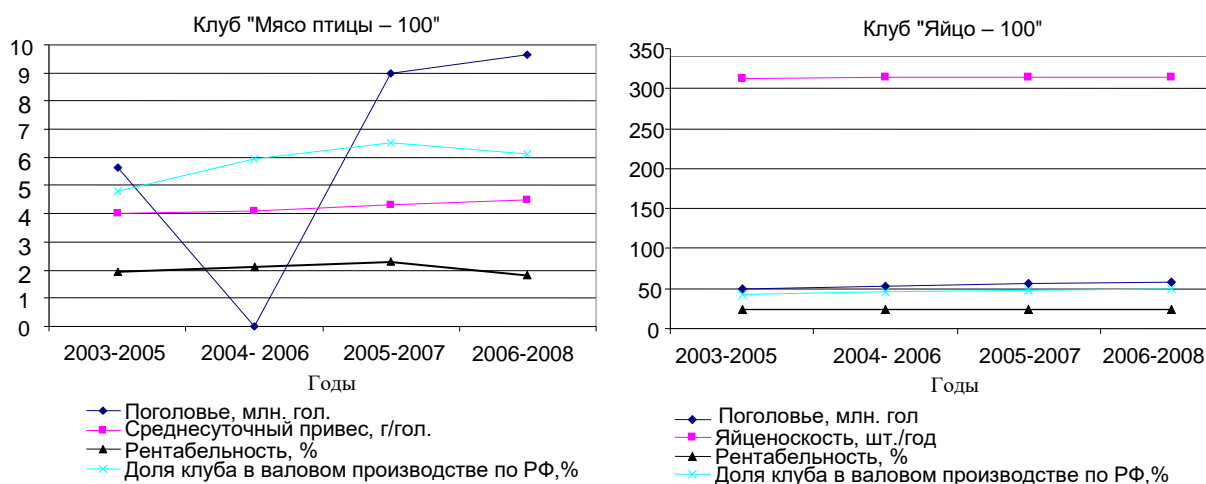 Клуб "Мясо птицы – 100"
10
9
8
7
6
5
4
3
2
1
0
2003-2005
2004- 2006
2005-2007
2006-2008
Годы
Поголовье, млн. гол.
Среднесуточный привес, г/гол.
Рентабельность, %
Доля клуба в валовом производстве по РФ,%
Клуб "Яйцо – 100"
350
300
250
200
150
100
50
0
2003-2005
2004- 2006
2005-2007
2006-2008
Годы
Поголовье, млн. гол
Яйценоскость, шт./год
Рентабельность, %
Доля клуба в валовом производстве по РФ,%